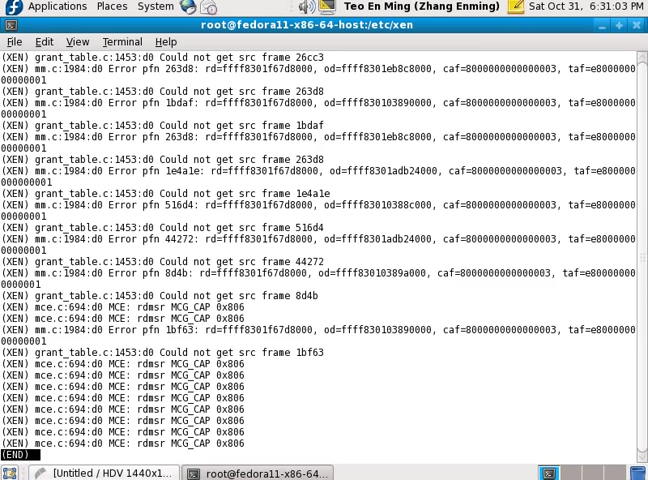 Applications Places System Teo En Ming (Zhang Enming) Sat Oct 31, 6:31:03 PM
root@fedora11-x86-64-host:/etc/xen
File Edit View Terminal Help
(XEN) grant_table.c:1453:d0 Could not get src frame 26cc3
(XEN) mm.c:1984:d0 Error pfn 263d8: rd=ffff8301f67d8000, od=ffff8301eb8c8000, caf=8000000000000003, taf=e8000000
00000001
(XEN) grant_table.c:1453:d0 Could not get src frame 263d8
(XEN) mm.c:1984:d0 Error pfn 1bdaf: rd=ffff8301f67d8000, od=ffff830103890000, caf=8000000000000003, taf=e8000000
00000001
(XEN) grant_table.c:1453:d0 Could not get src frame 1bdaf
(XEN) mm.c:1984:d0 Error pfn 263d8: rd=ffff8301f67d8000, od=ffff8301eb8c8000, caf=8000000000000003, taf=e8000000
00000001
(XEN) grant_table.c:1453:d0 Could not get src frame 263d8
(XEN) mm.c:1984:d0 Error pfn 1e4a1e: rd=ffff8301f67d8000, od=ffff8301adb24000, caf=8000000000000003, taf=e800000
000000001
(XEN) grant_table.c:1453:d0 Could not get src frame 1e4a1e
(XEN) mm.c:1984:d0 Error pfn 516d4: rd=ffff8301f67d8000, od=ffff83010388c000, caf=8000000000000003, taf=e8000000
00000001
(XEN) grant_table.c:1453:d0 Could not get src frame 516d4
(XEN) mm.c:1984:d0 Error pfn 44272: rd=ffff8301f67d8000, od=ffff8301adb24000, caf=8000000000000003, taf=e8000000
00000001
(XEN) grant_table.c:1453:d0 Could not get src frame 44272
(XEN) mm.c:1984:d0 Error pfn 8d4b: rd=ffff8301f67d8000, od=ffff83010389a000, caf=8000000000000003, taf=e80000000
0000001
(XEN) grant_table.c:1453:d0 Could not get src frame 8d4b
(XEN) mce.c:694:d0 MCE: rdmsr MCG_CAP 0x806
(XEN) mce.c:694:d0 MCE: rdmsr MCG_CAP 0x806
(XEN) mm.c:1984:d0 Error pfn 1bf63: rd=ffff8301f67d8000, od=ffff830103890000, caf=8000000000000003, taf=e8000000
00000001
(XEN) grant_table.c:1453:d0 Could not get src frame 1bf63
(XEN) mce.c:694:d0 MCE: rdmsr MCG_CAP 0x806
(XEN) mce.c:694:d0 MCE: rdmsr MCG_CAP 0x806
(XEN) mce.c:694:d0 MCE: rdmsr MCG_CAP 0x806
(XEN) mce.c:694:d0 MCE: rdmsr MCG_CAP 0x806
(XEN) mce.c:694:d0 MCE: rdmsr MCG_CAP 0x806
(XEN) mce.c:694:d0 MCE: rdmsr MCG_CAP 0x806
(XEN) mce.c:694:d0 MCE: rdmsr MCG_CAP 0x806
(XEN) mce.c:694:d0 MCE: rdmsr MCG_CAP 0x806
(END)
[Untitled / HDV 1440x1... root@fedora11-x86-64...